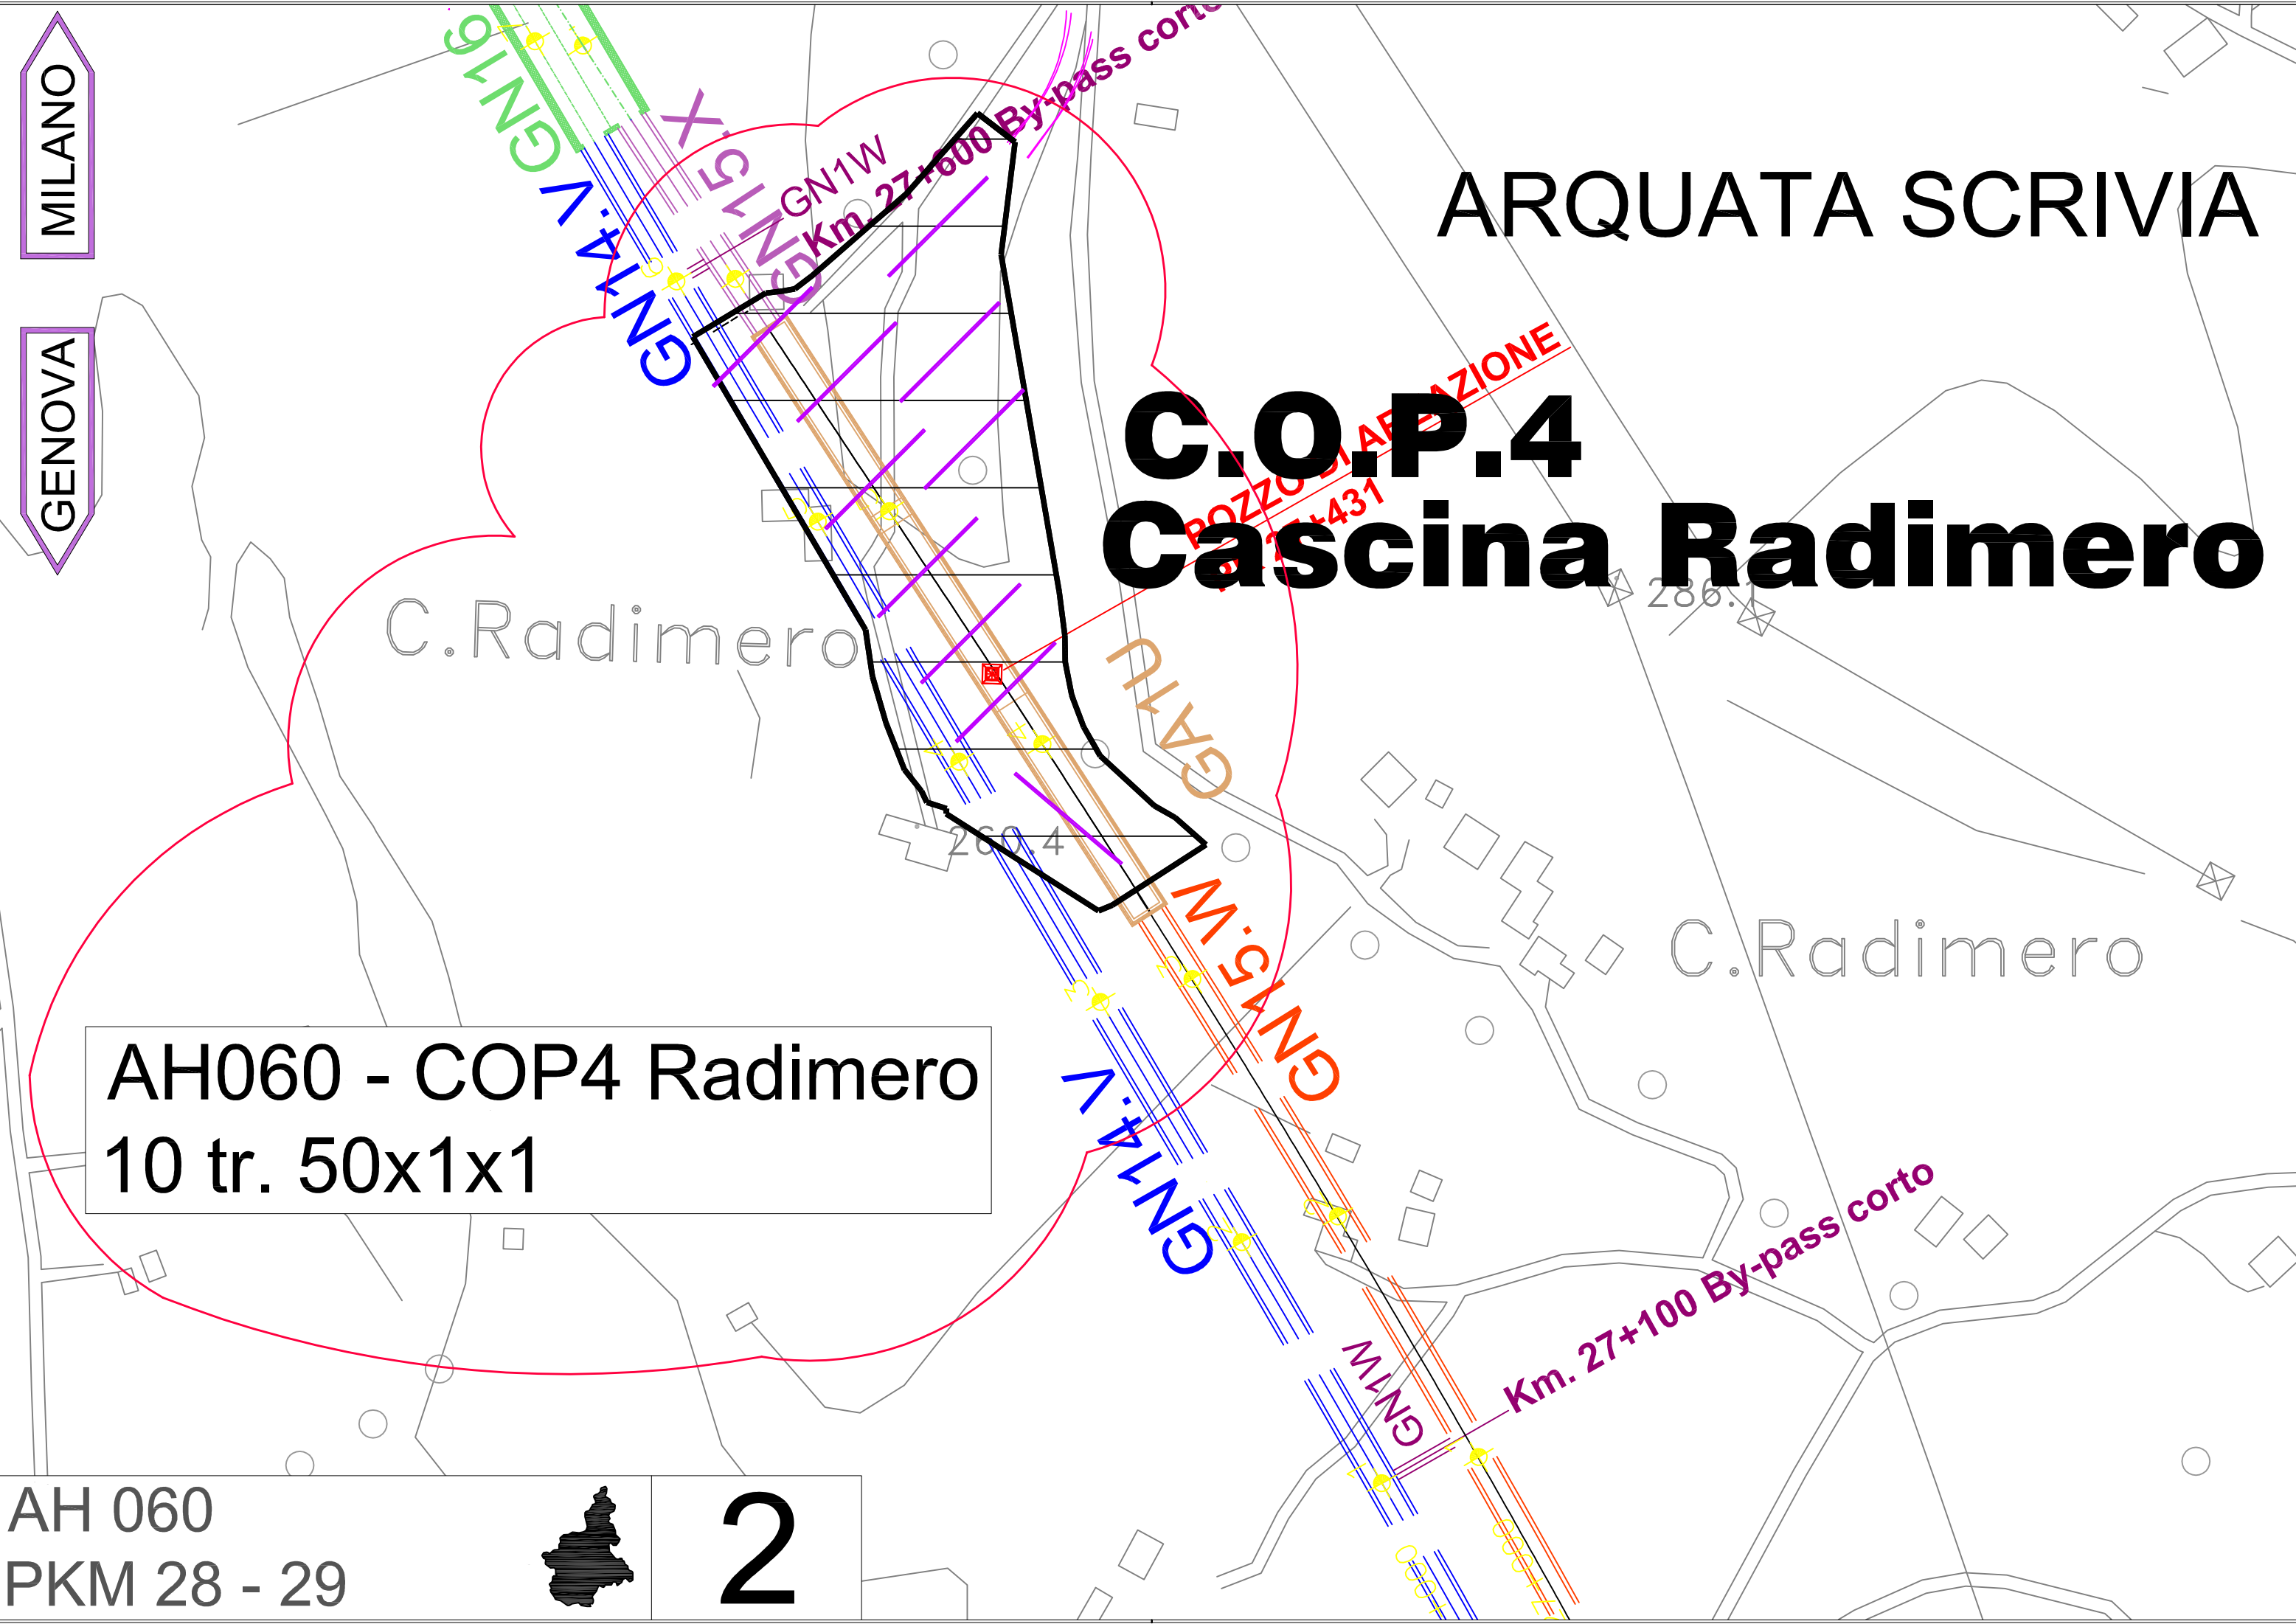 MILANO
GENOVA
GN16
GN15.X
GN14.V
GN1W
Km. 27+600 By-pass corto
ARQUATA SCRIVIA
POZZO DI
C.O.P.4
Cascina Radimero
286.1
C.Radimero
GA1U
260.4
GN15.W
C.Radimero
AH060 - COP4 Radimero
10 tr. 50x1x1
GN14.V
GN1W
Km. 27+100 By-pass corto
AH 060
PKM 28 - 29
2